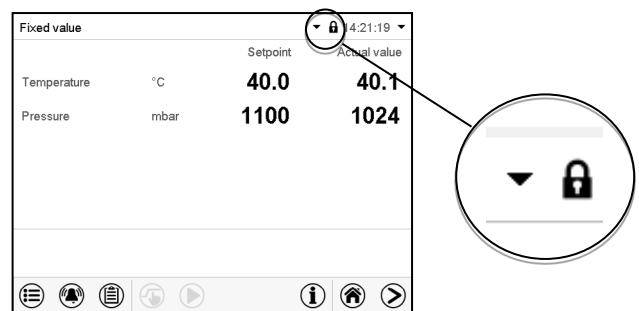 Fixed value 14:21:19
Setpoint Actual value
Temperature °C 40.0 40.1
Pressure mbar 1100 1024